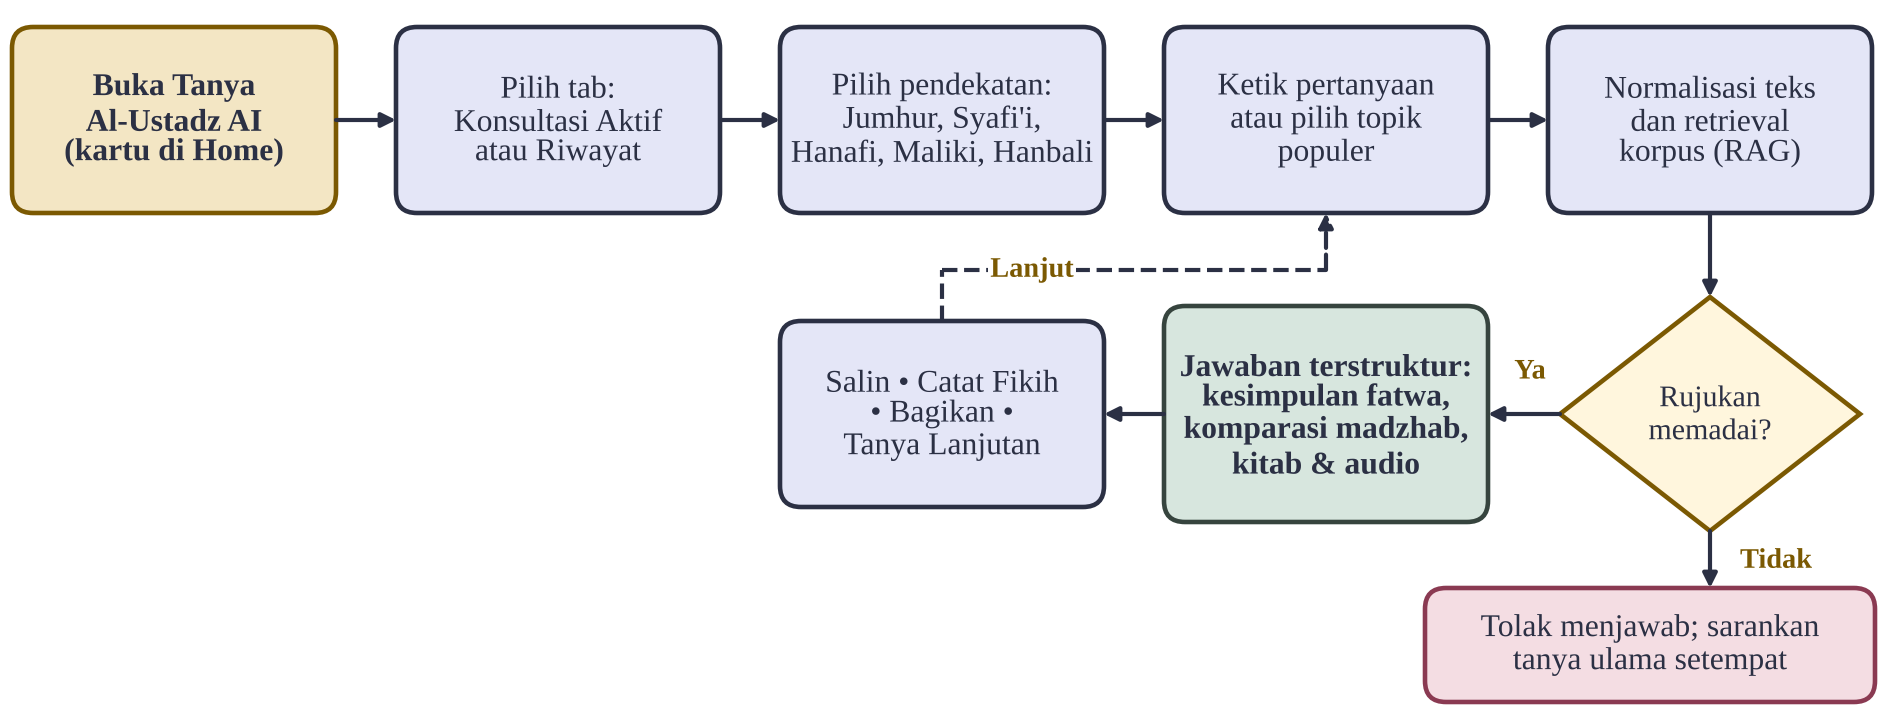 Buka Tanya
Al-Ustadz AI
(kartu di Home)
Pilih tab:
Konsultasi Aktif
atau Riwayat
Pilih pendekatan:
Jumhur, Syafi'i,
Hanafi, Maliki, Hanbali
Ketik pertanyaan
atau pilih topik
populer
Normalisasi teks
dan retrieval
korpus (RAG)
Lanjut
Salin • Catat Fikih
• Bagikan •
Tanya Lanjutan
Jawaban terstruktur:
kesimpulan fatwa,
komparasi madzhab,
kitab & audio
Ya
Rujukan
memadai?
Tidak
Tolak menjawab; sarankan
tanya ulama setempat